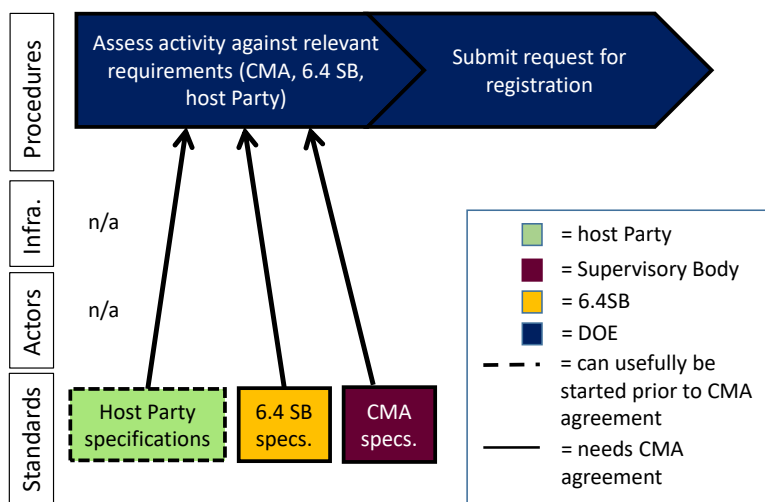 Procedures
Assess activity against relevant
requirements (CMA, 6.4 SB,
host Party)
Submit request for
registration
Infra.
n/a
Actors
n/a
Standards
Host Party
specifications
6.4 SB
specs.
CMA
specs.
= host Party
= Supervisory Body
= 6.4SB
= DOE
= can usefully be
started prior to CMA
agreement
= needs CMA
agreement